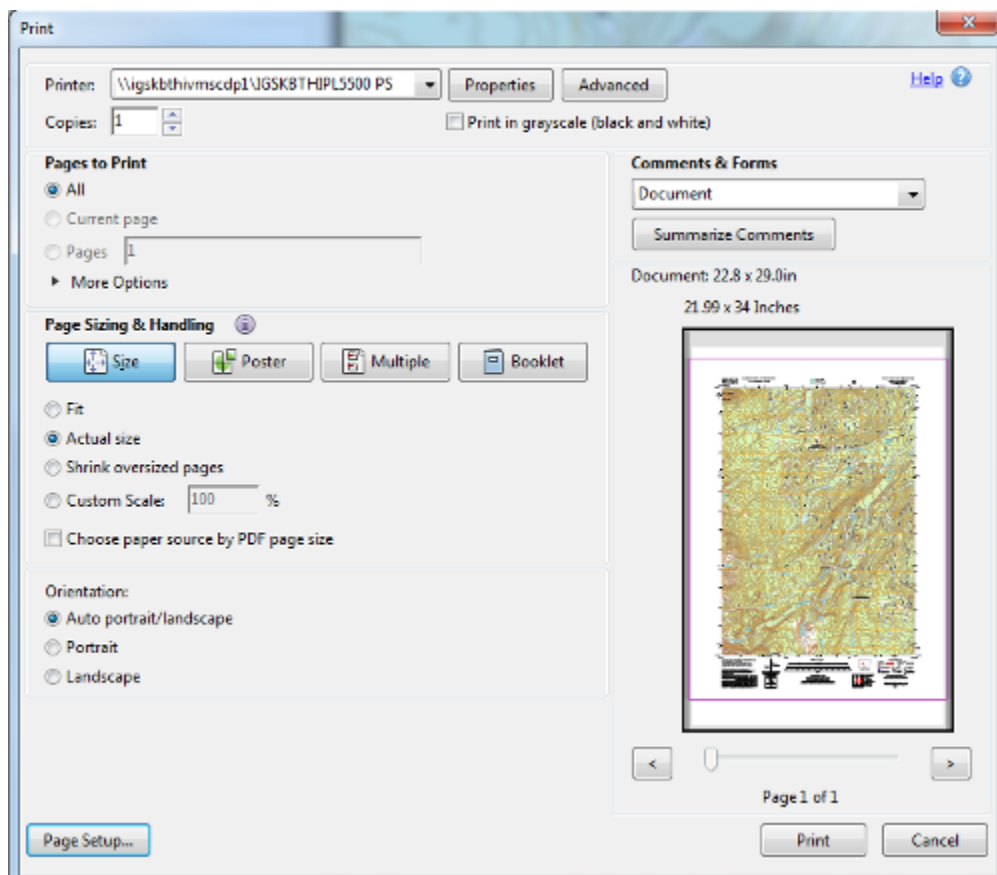 Print
Printer: \\igskbthivmscdp1\IGSKBTHIPL5500 PS Properties Advanced Help
Copies: 1 Print in grayscale (black and white)
Pages to Print
All
Current page
Pages 1
More Options
Comments & Forms
Document
Summarize Comments
Document: 22.8 x 29.0in
21.99 x 34 Inches
Page Sizing & Handling
Size Poster Multiple Booklet
Fit
Actual size
Shrink oversized pages
Custom Scale: 100 %
Choose paper source by PDF page size
Orientation:
Auto portrait/landscape
Portrait
Landscape
< >
Page 1 of 1
Page Setup... Print Cancel